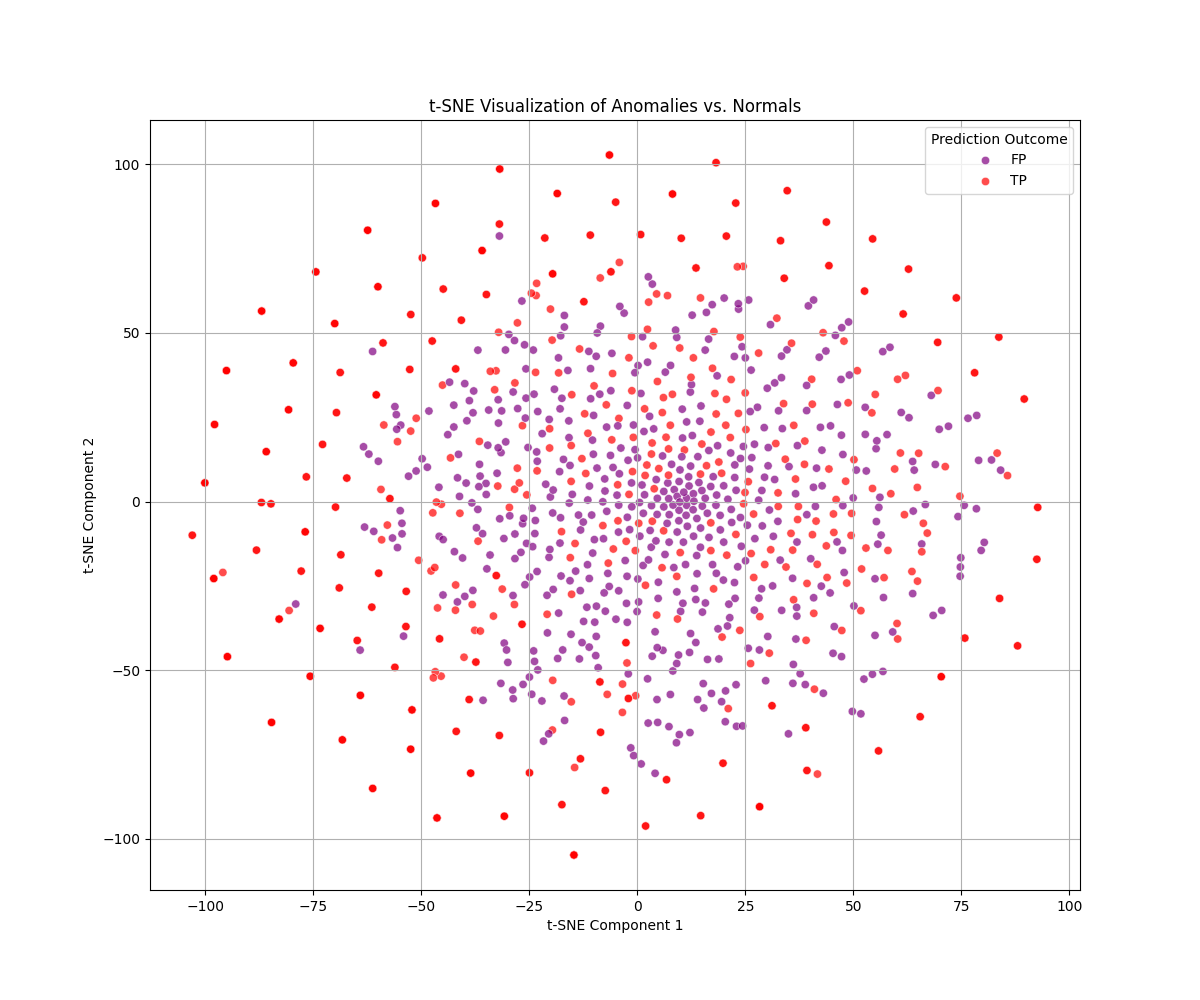 t-SNE Visualization of Anomalies vs. Normals
Prediction Outcome
FP
TP
100
50
0
−50
−100
t-SNE Component 2
−100 −75 −50 −25 0 25 50 75 100
t-SNE Component 1